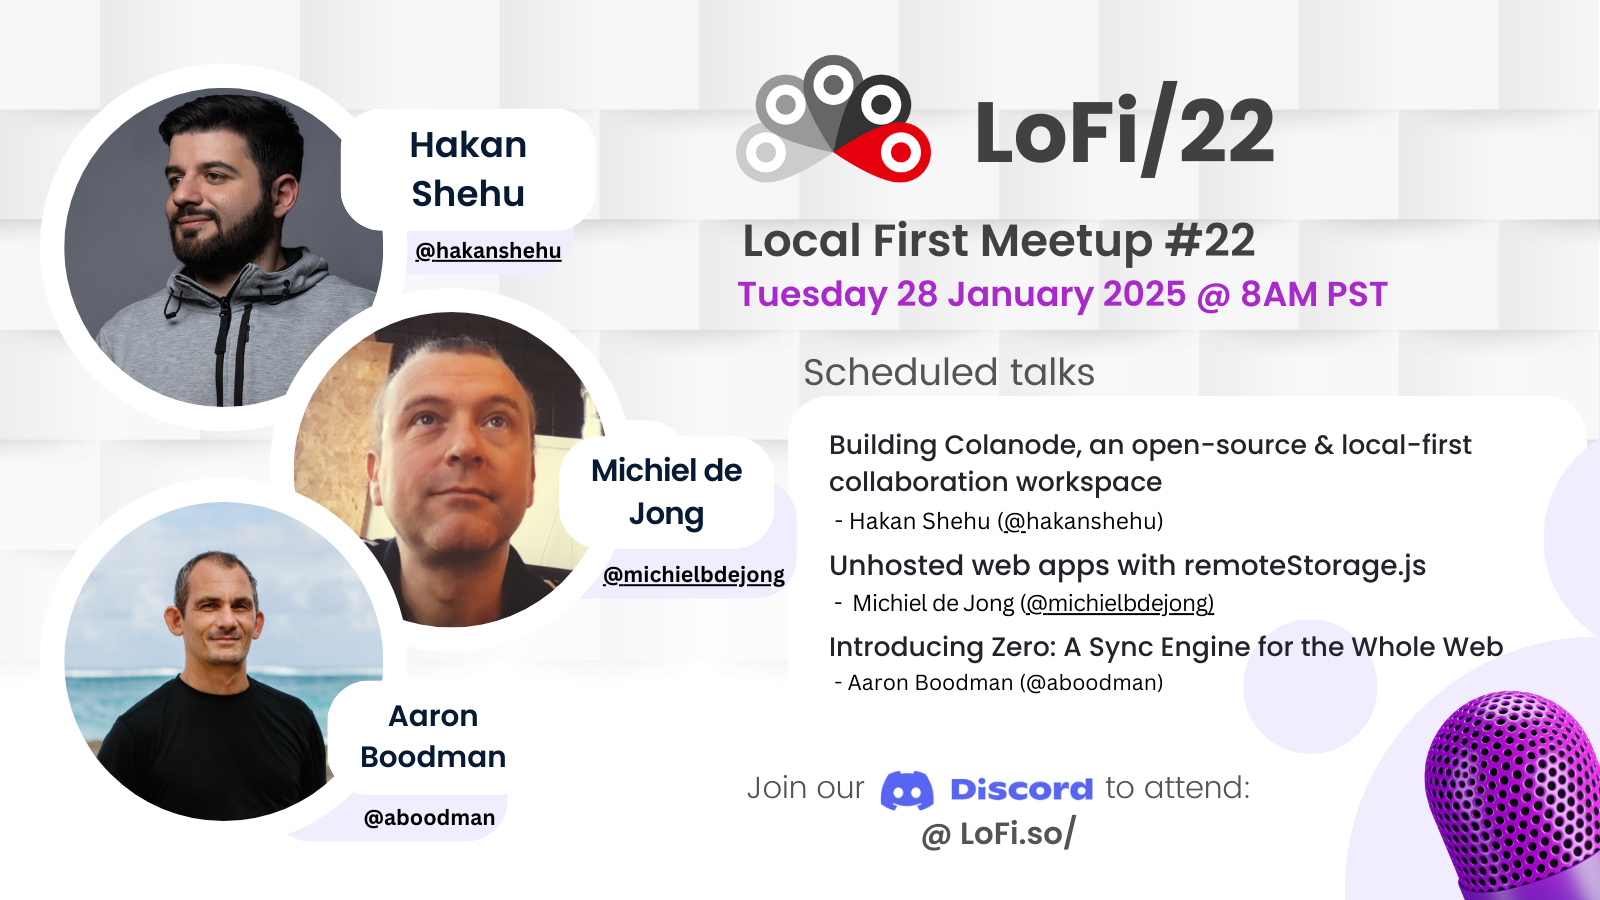 Hakan
Shehu
@hakanshehu
Michiel de
Jong
@michielbdejong
Aaron
Boodman
@aboodman
LoFi/22
Local First Meetup #22
Tuesday 28 January 2025 @ 8AM PST
Scheduled talks
Building Colanode, an open-source & local-first
collaboration workspace
- Hakan Shehu (@hakanshehu)
Unhosted web apps with remoteStorage.js
- Michiel de Jong (@michielbdejong)
Introducing Zero: A Sync Engine for the Whole Web
- Aaron Boodman (@aboodman)
Join our Discord to attend:
@ LoFi.so/